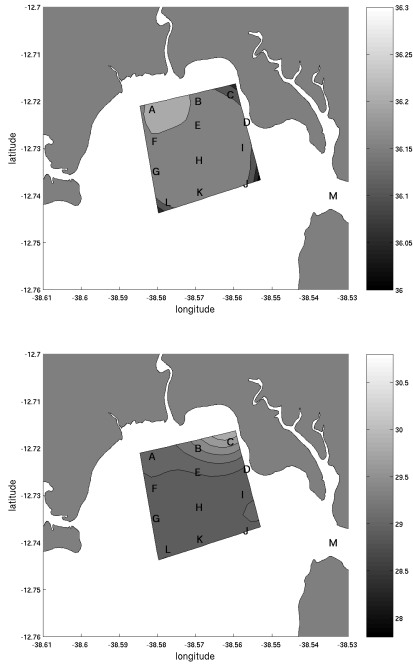 -12.7
-12.71
-12.72
-12.73
-12.74
-12.75
-12.76
latitude
A
B
C
D
E
F
G
H
I
J
K
L
M
-38.61 -38.6 -38.59 -38.58 -38.57 -38.56 -38.55 -38.54 -38.53
longitude
36.3
36.25
36.2
36.15
36.1
36.05
36
-12.7
-12.71
-12.72
-12.73
-12.74
-12.75
-12.76
latitude
A
B
C
D
E
F
G
H
I
J
K
L
M
-38.61 -38.6 -38.59 -38.58 -38.57 -38.56 -38.55 -38.54 -38.53
longitude
30.5
30
29.5
29
28.5
28